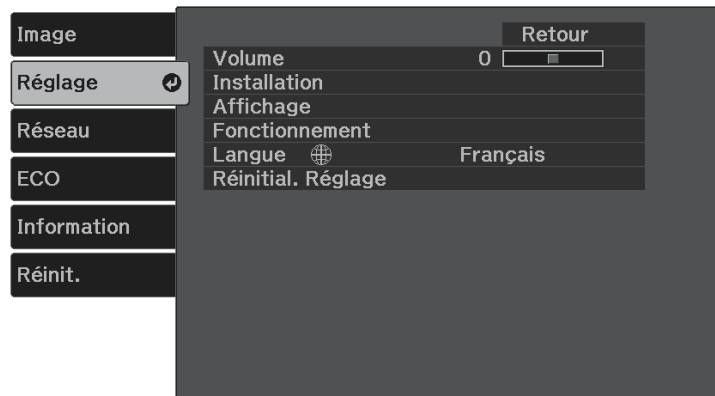 Image
Réglage
Réseau
ECO
Information
Réinit.
Retour
Volume 0
Installation
Affichage
Fonctionnement
Langue Français
Réinitial. Réglage